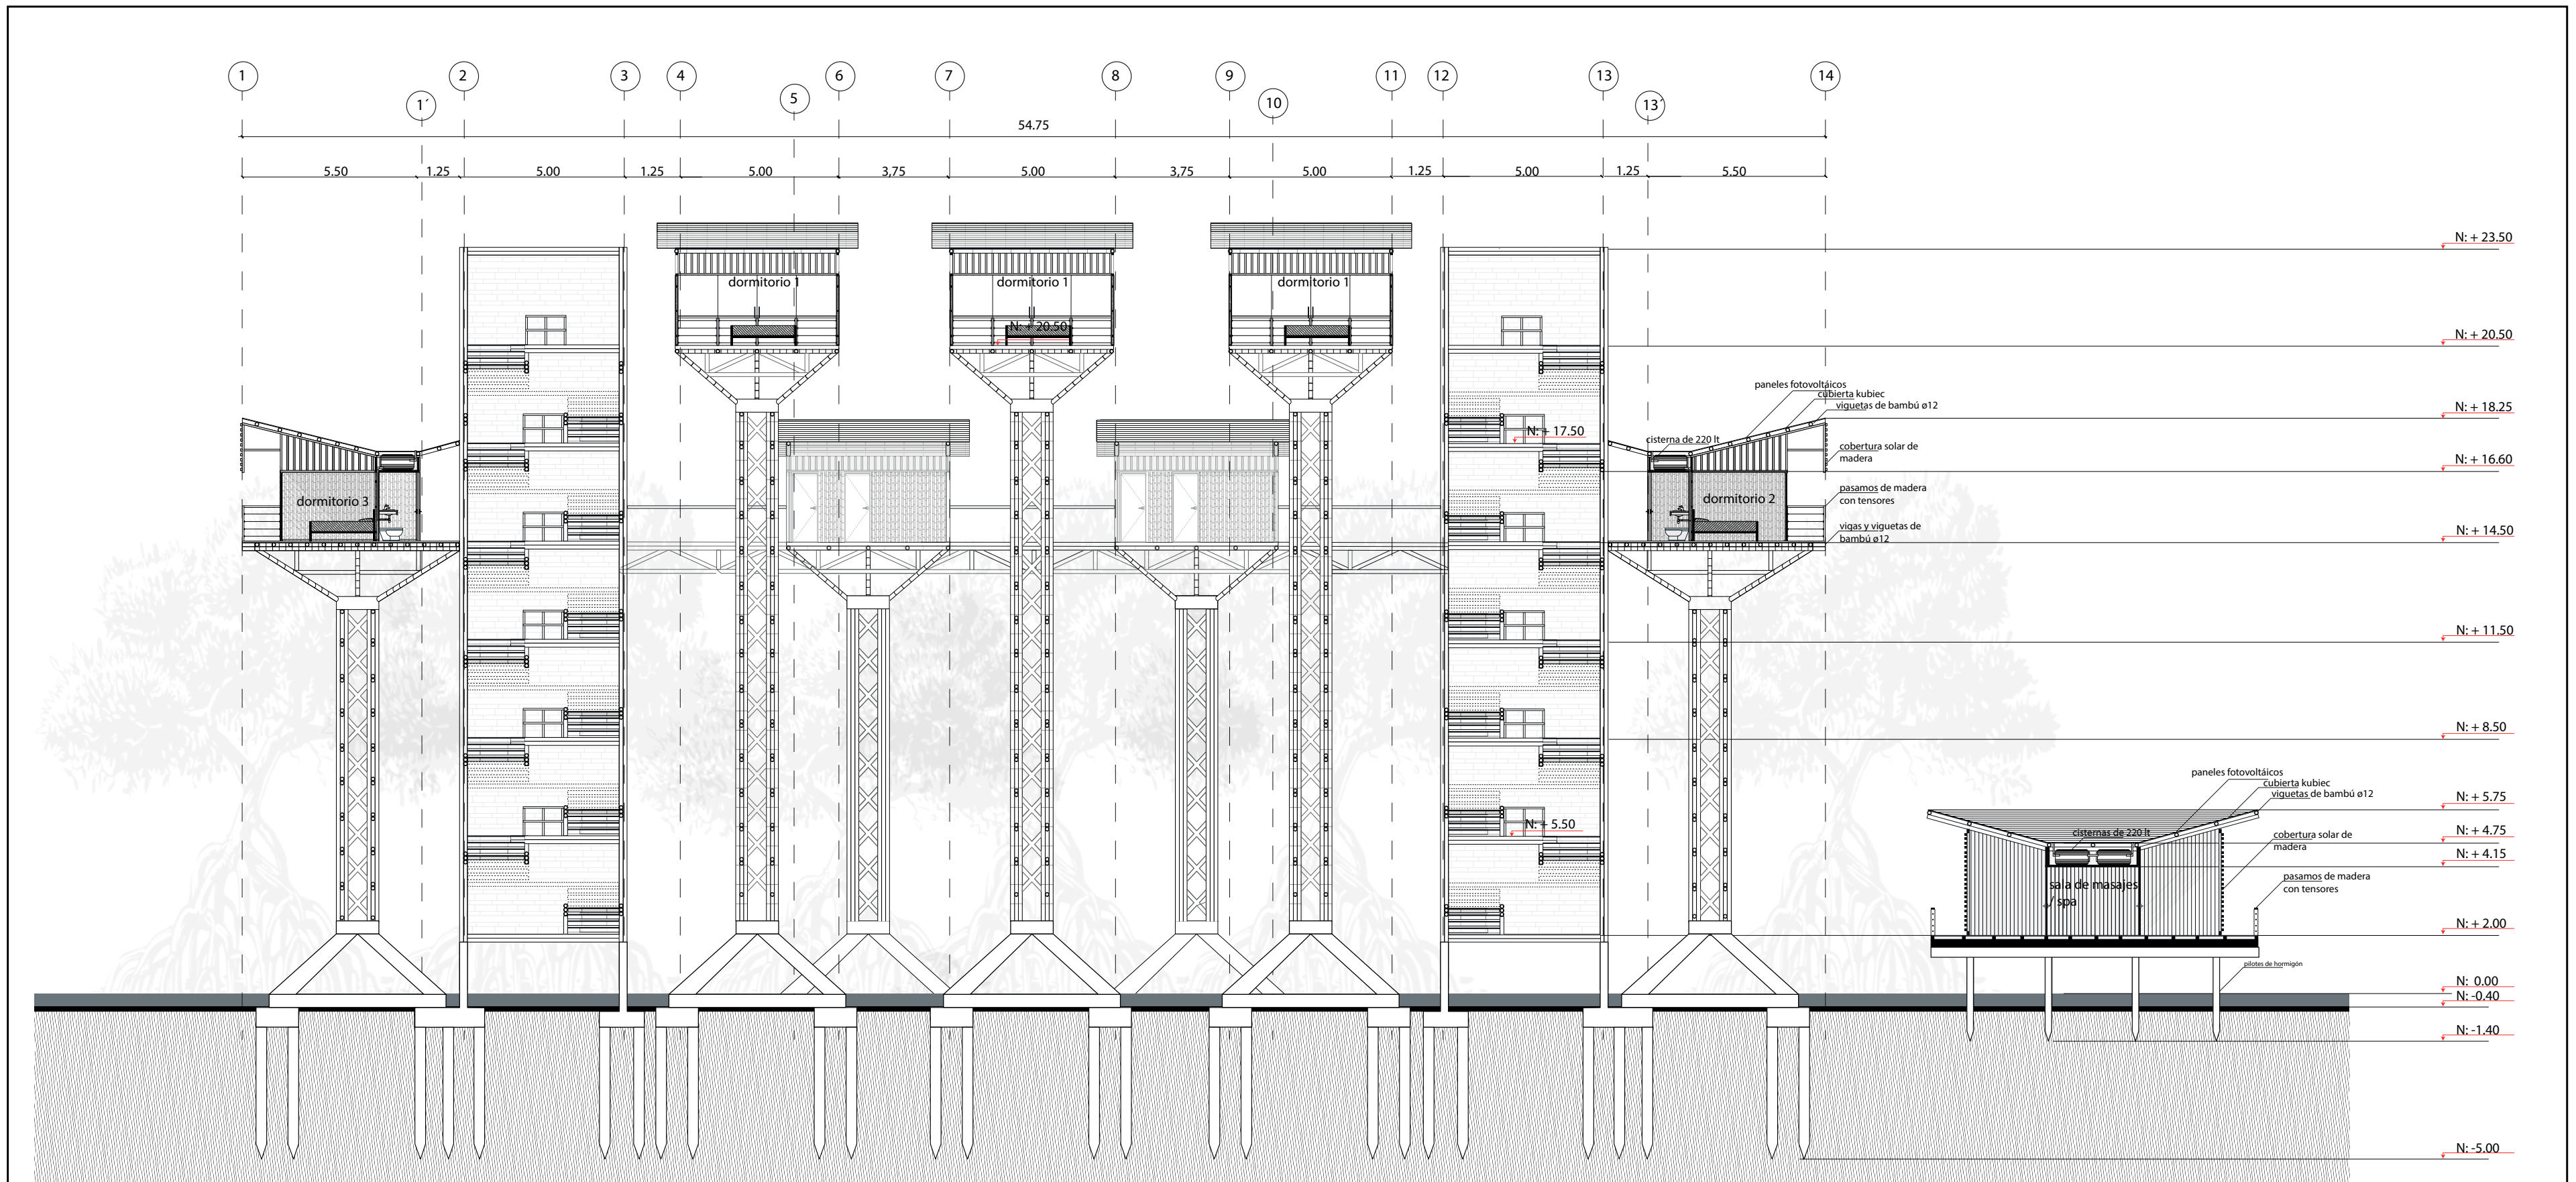 1
2
3
4
6
7
8
9
11
12
13
14
1´
5
10
13´
54.75
5.50
1.25
5.00
1.25
5.00
3,75
5.00
3,75
5.00
1.25
5.00
1.25
5.50
N: + 23.50
dormitorio 1
dormitorio 1
dormitorio 1
N: + 20.50
N: + 20.50
paneles fotovoltáicos
cubierta kubiec
viguetas de bambú ø12
N: + 18.25
N: + 17.50
cisterna de 220 lt
cobertura solar de
madera
N: + 16.60
dormitorio 3
dormitorio 2
pasamos de madera
con tensores
vigas y viguetas de
bambú ø12
N: + 14.50
N: + 11.50
N: + 8.50
paneles fotovoltáicos
cubierta kubiec
viguetas de bambú ø12
N: + 5.75
N: + 5.50
cisternas de 220 lt
cobertura solar de
madera
N: + 4.75
N: + 4.15
sala de masajes
/ spa
pasamos de madera
con tensores
N: + 2.00
pilotes de hormigón
N: 0.00
N: -0.40
N: -1.40
N: -5.00